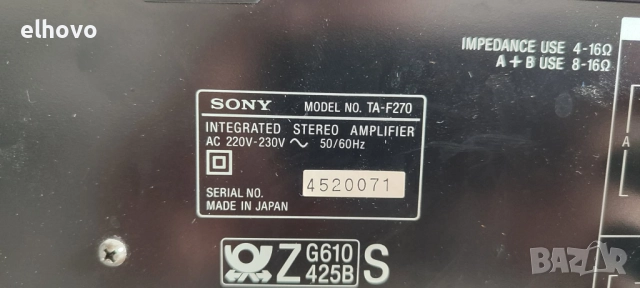 elhovo
IMPEDANCE USE 4-16Ω
A + B USE 8-16Ω
A
SONY MODEL NO. TA-F270
INTEGRATED STEREO AMPLIFIER
AC 220V-230V ~ 50/60Hz
SERIAL NO. 4520071
MADE IN JAPAN
Z G610 S
425B
BAZAR